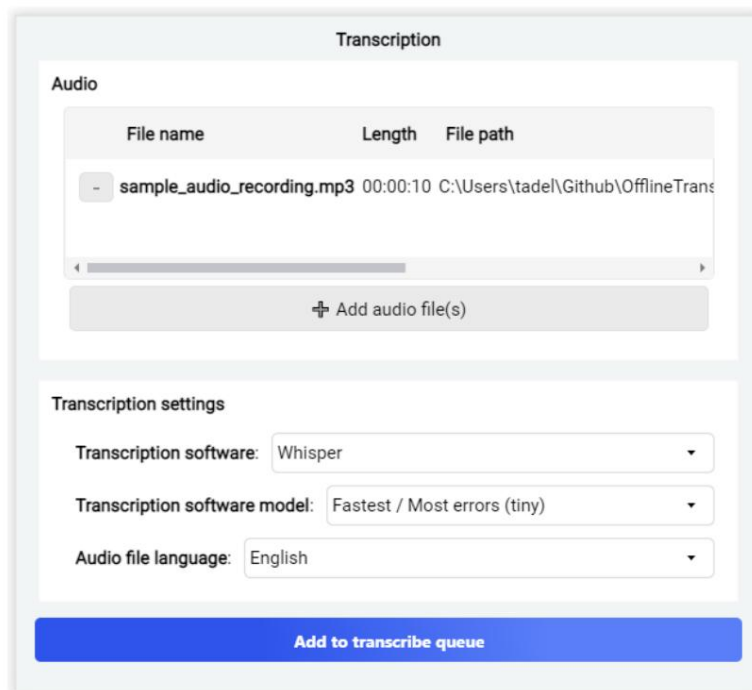 Transcription
Audio
File name Length File path
- sample_audio_recording.mp3 00:00:10 C:\Users\tadel\Github\OfflineTrans
+ Add audio file(s)
Transcription settings
Transcription software: Whisper
Transcription software model: Fastest / Most errors (tiny)
Audio file language: English
Add to transcribe queue